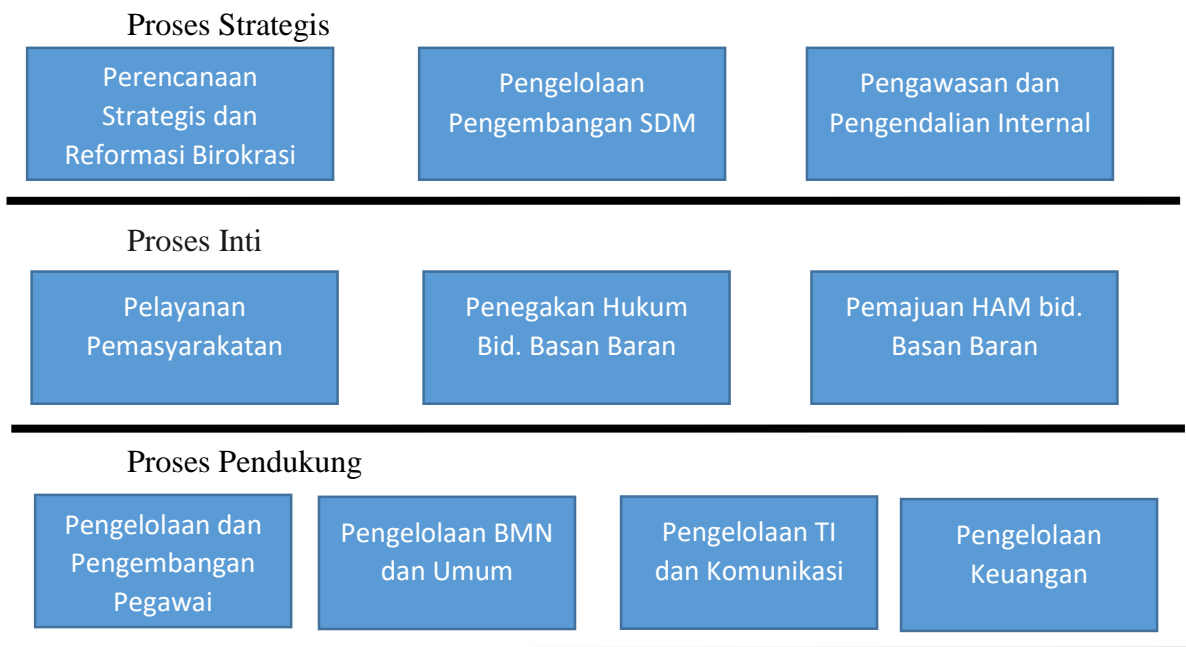 Proses Strategis
Perencanaan
Strategis dan
Reformasi Birokrasi
Pengelolaan
Pengembangan SDM
Pengawasan dan
Pengendalian Internal
Proses Inti
Pelayanan
Pemasyarakatan
Penegakan Hukum
Bid. Basan Baran
Pemajuan HAM bid.
Basan Baran
Proses Pendukung
Pengelolaan dan
Pengembangan
Pegawai
Pengelolaan BMN
dan Umum
Pengelolaan TI
dan Komunikasi
Pengelolaan
Keuangan